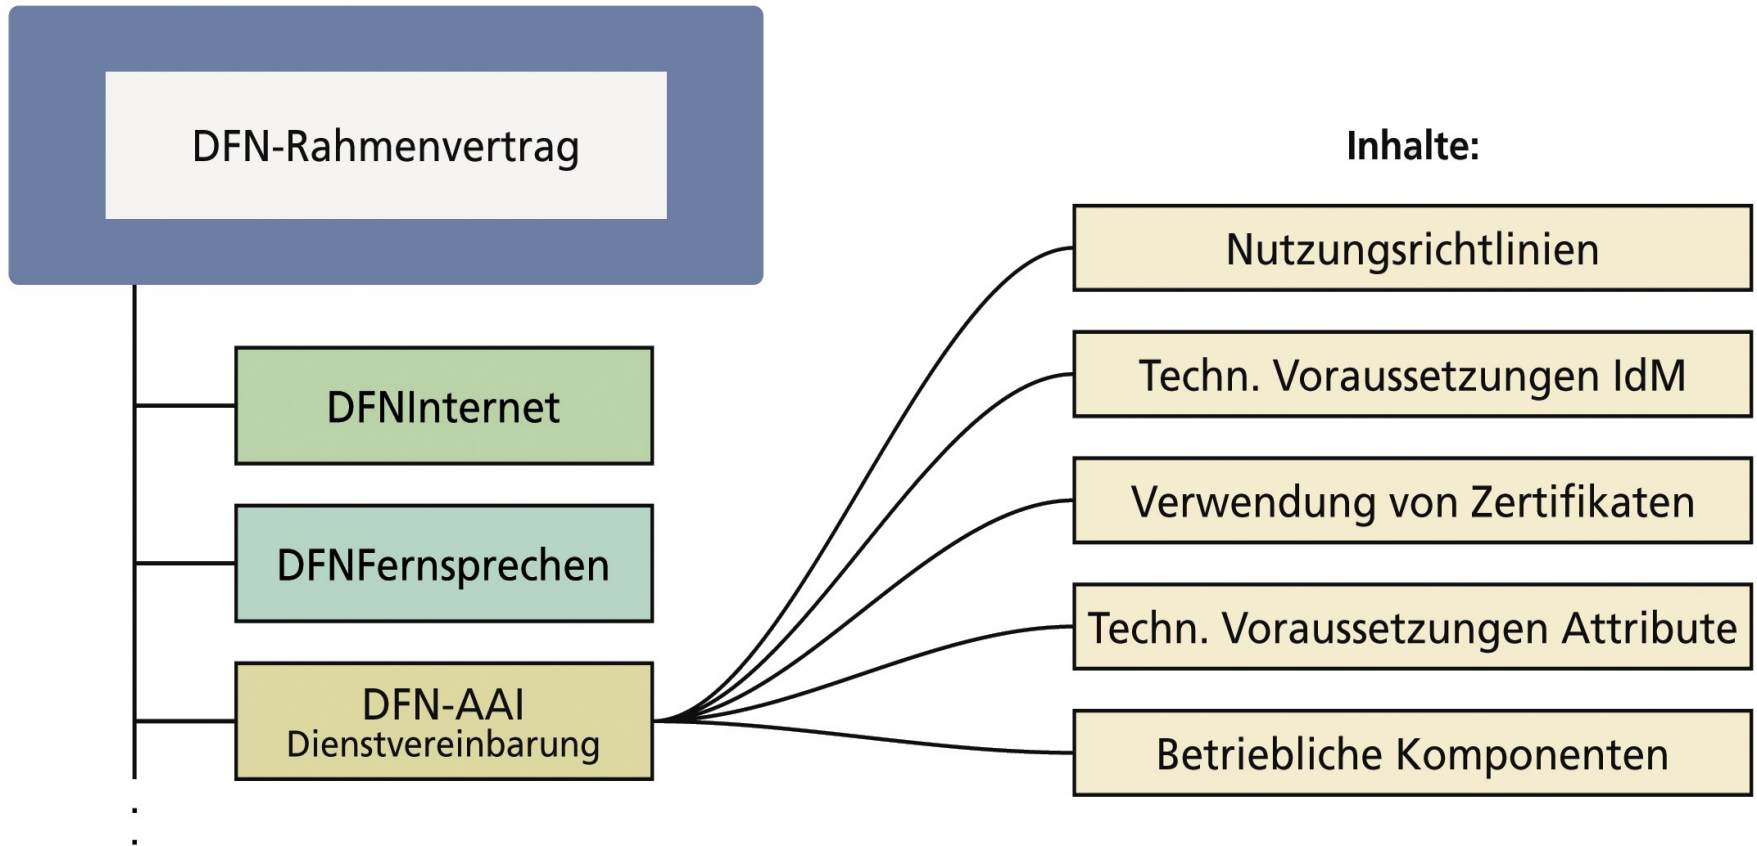 DFN-Rahmenvertrag
DFNInternet
DFNFernsprechen
DFN-AAI
Dienstvereinbarung
Inhalte:
Nutzungsrichtlinien
Techn. Voraussetzungen IdM
Verwendung von Zertifikaten
Techn. Voraussetzungen Attribute
Betriebliche Komponenten